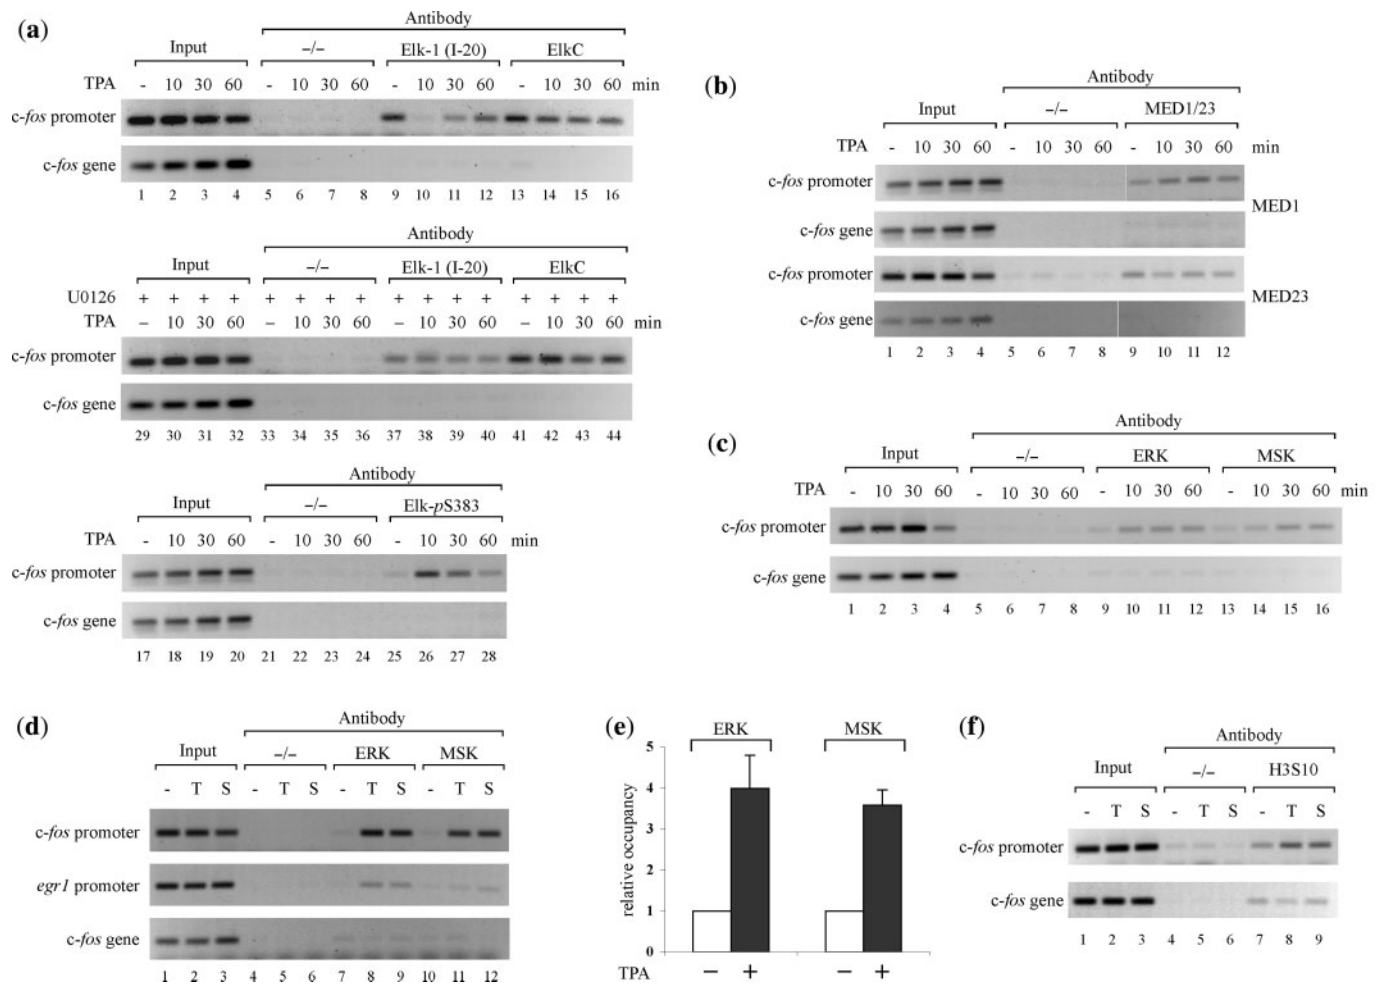 (a)
Antibody
Input –/– Elk-1 (I-20) ElkC
TPA - 10 30 60 - 10 30 60 - 10 30 60 - 10 30 60 min
c-fos promoter
c-fos gene
1 2 3 4 5 6 7 8 9 10 11 12 13 14 15 16
Antibody
Input –/– Elk-1 (I-20) ElkC
U0126 + + + + + + + + + + + + + + + +
TPA – 10 30 60 – 10 30 60 – 10 30 60 – 10 30 60 min
c-fos promoter
c-fos gene
29 30 31 32 33 34 35 36 37 38 39 40 41 42 43 44
Antibody
Input –/– Elk-pS383
TPA - 10 30 60 - 10 30 60 - 10 30 60 min
c-fos promoter
c-fos gene
17 18 19 20 21 22 23 24 25 26 27 28
(b)
Antibody
Input –/– MED1/23
TPA - 10 30 60 - 10 30 60 - 10 30 60 min
c-fos promoter
MED1
c-fos gene
c-fos promoter
MED23
c-fos gene
1 2 3 4 5 6 7 8 9 10 11 12
(c)
Antibody
Input –/– ERK MSK
TPA - 10 30 60 - 10 30 60 - 10 30 60 - 10 30 60 min
c-fos promoter
c-fos gene
1 2 3 4 5 6 7 8 9 10 11 12 13 14 15 16
(d)
Antibody
Input –/– ERK MSK
- T S - T S - T S - T S
c-fos promoter
egr1 promoter
c-fos gene
1 2 3 4 5 6 7 8 9 10 11 12
(e)
ERK MSK
relative occupancy
5
4
3
2
1
0
TPA – + – +
(f)
Antibody
Input –/– H3S10
- T S - T S - T S
c-fos promoter
c-fos gene
1 2 3 4 5 6 7 8 9